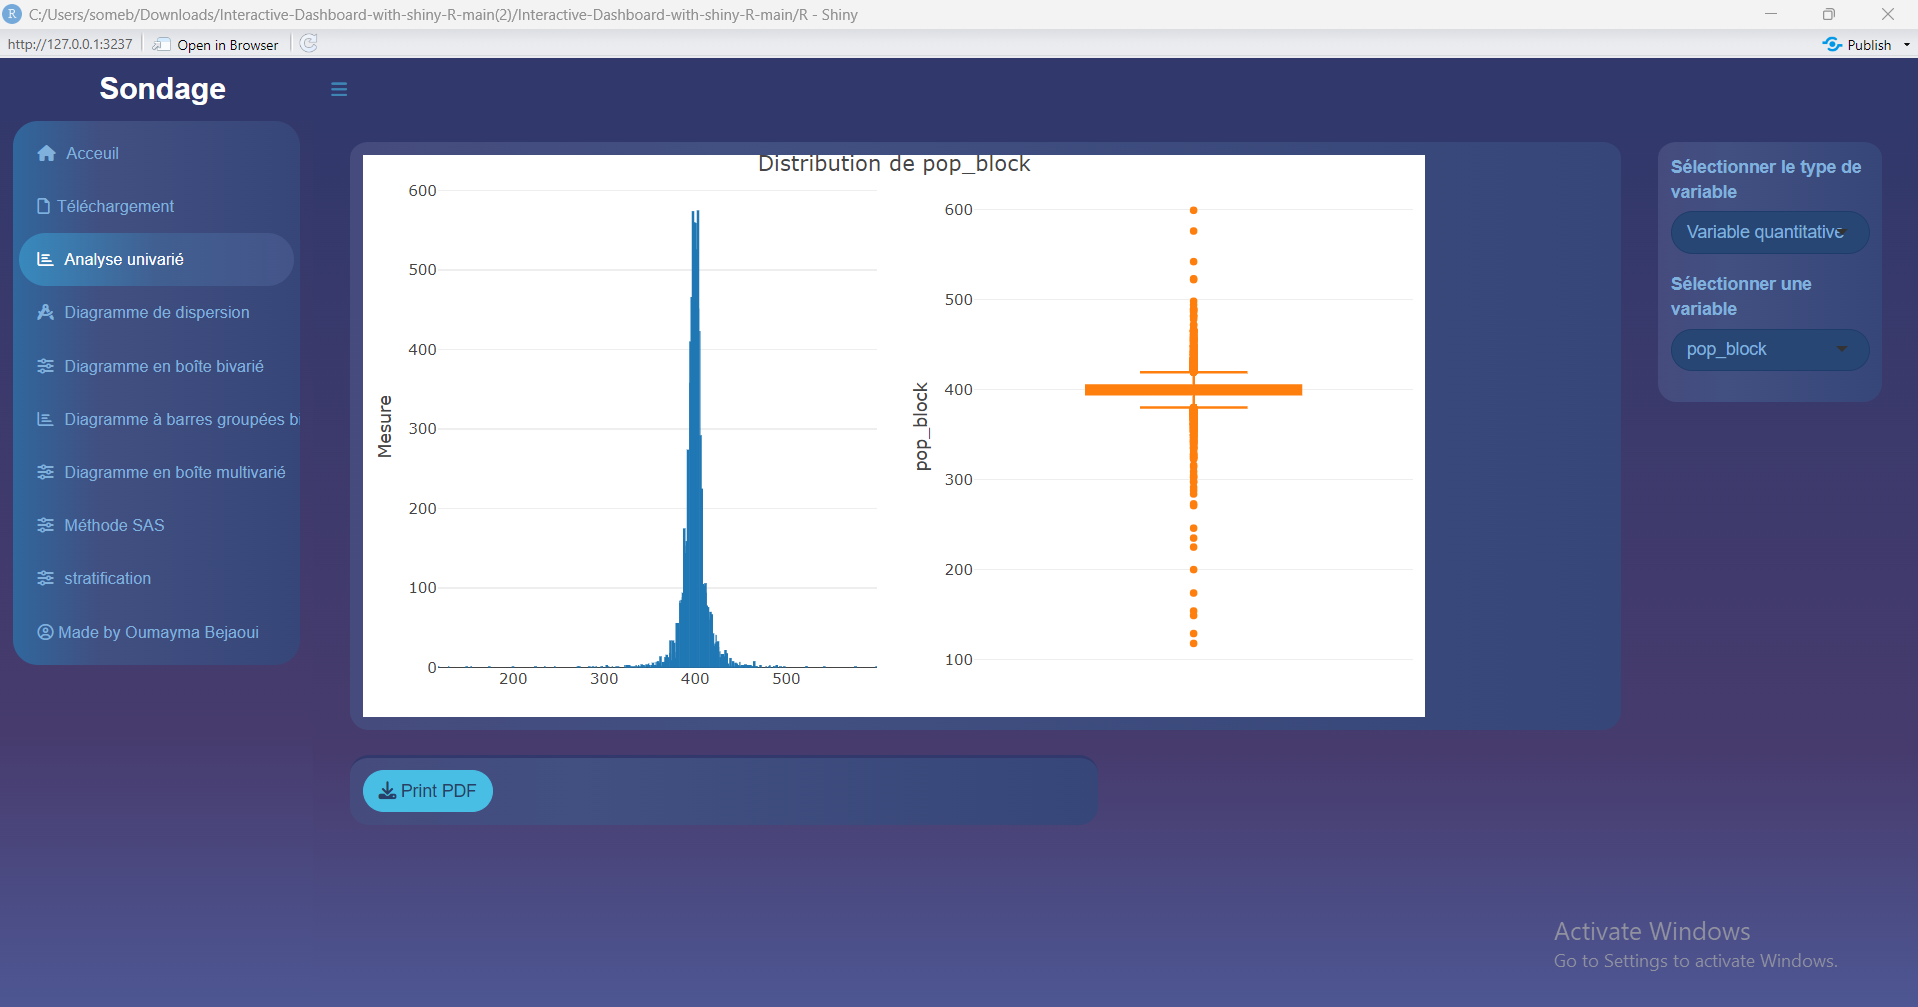 C:/Users/someb/Downloads/Interactive-Dashboard-with-shiny-R-main(2)/Interactive-Dashboard-with-shiny-R-main/R - Shiny
http://127.0.0.1:3237 Open in Browser Publish
Sondage
Acceuil
Téléchargement
Analyse univarié
Diagramme de dispersion
Diagramme en boîte bivarié
Diagramme à barres groupées bi
Diagramme en boîte multivarié
Méthode SAS
stratification
Made by Oumayma Bejaoui
Distribution de pop_block
600
500
400
300
200
100
0
Mesure
200 300 400 500
600
500
400
300
200
100
pop_block
Sélectionner le type de
variable
Variable quantitative
Sélectionner une
variable
pop_block
Print PDF
Activate Windows
Go to Settings to activate Windows.